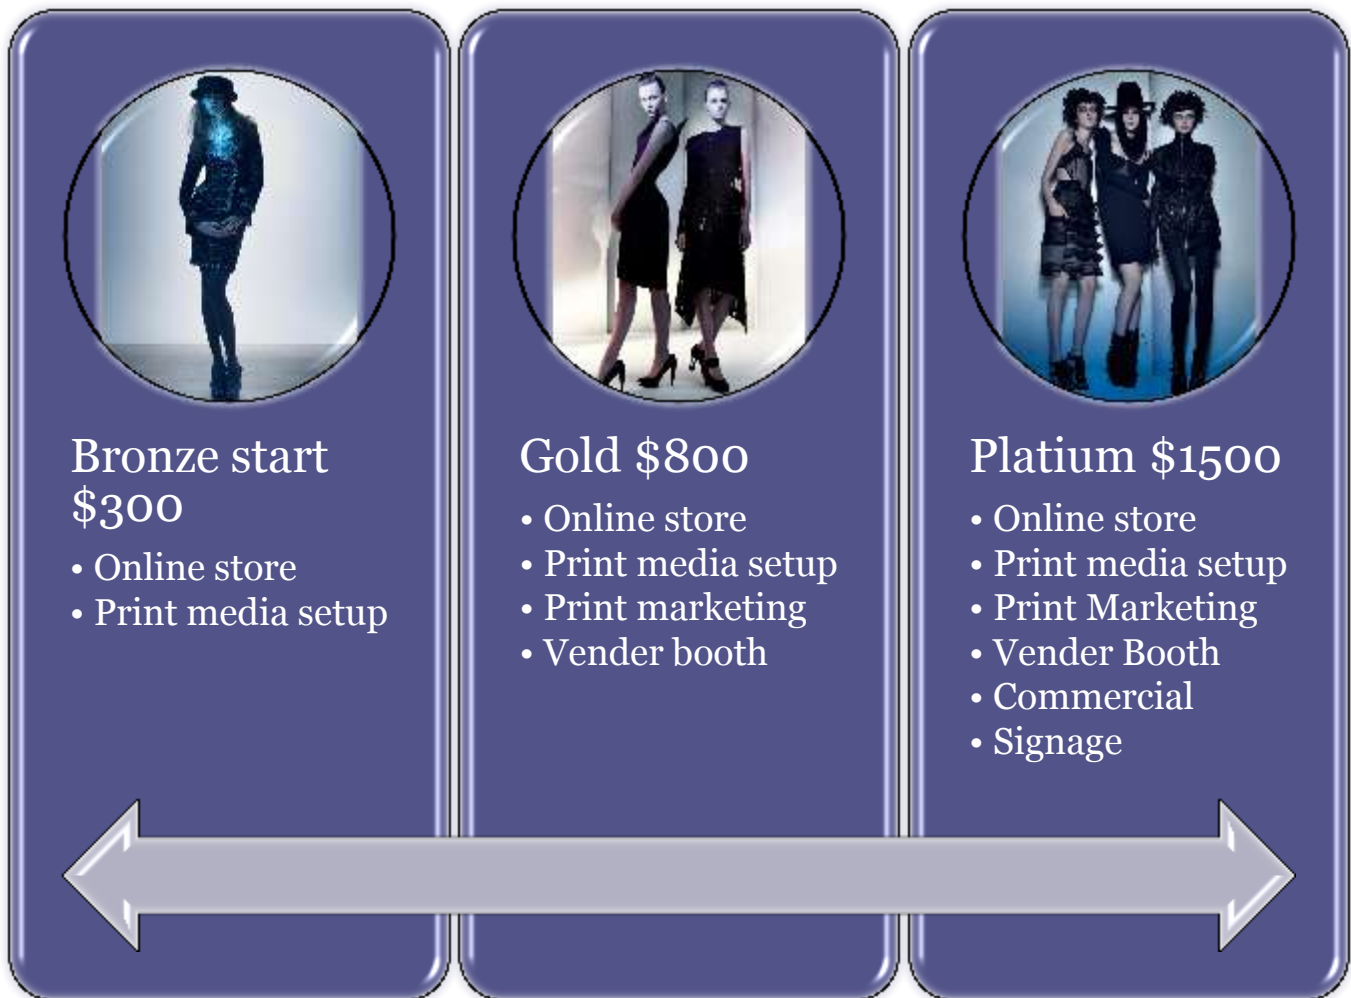 Bronze start
$300
• Online store
• Print media setup
Gold $800
• Online store
• Print media setup
• Print marketing
• Vender booth
Platium $1500
• Online store
• Print media setup
• Print Marketing
• Vender Booth
• Commercial
• Signage